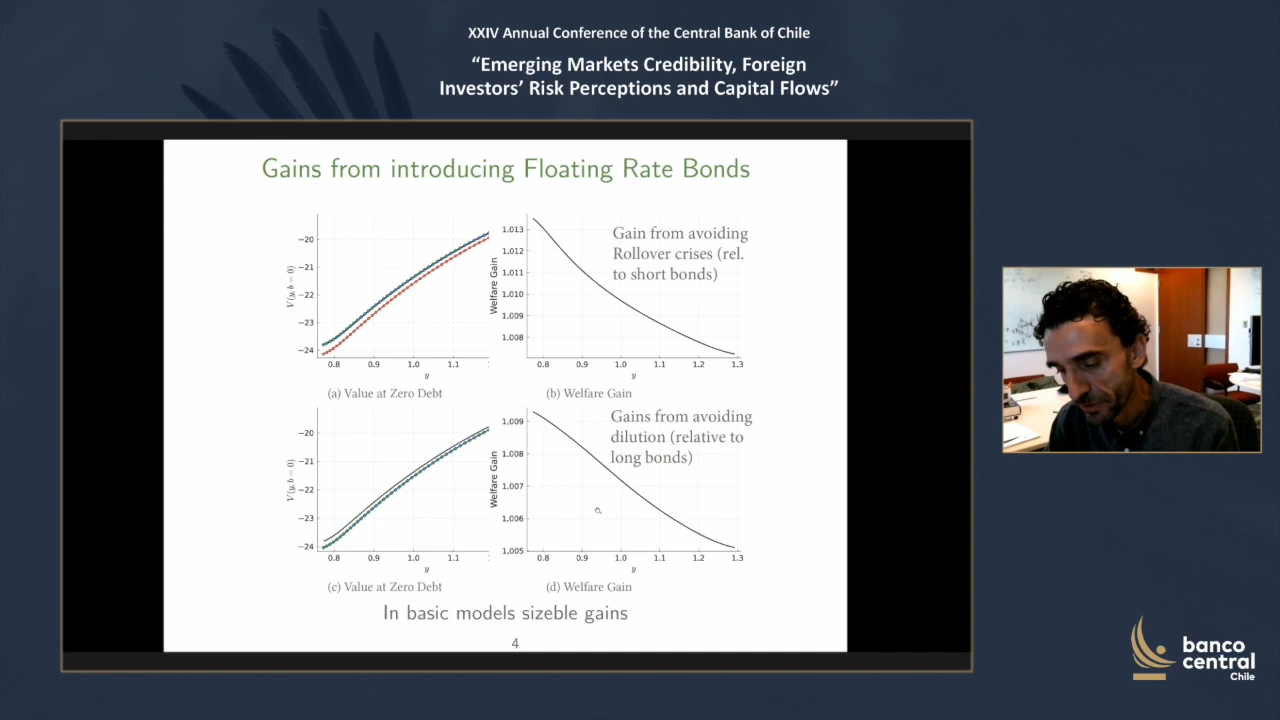 XXIV Annual Conference of the Central Bank of Chile
“Emerging Markets Credibility, Foreign
Investors’ Risk Perceptions and Capital Flows”
Gains from introducing Floating Rate Bonds
−20
−21
−22
−23
−24
V(y, b = 0)
0.8 0.9 1.0 1.1
y
(a) Value at Zero Debt
1.013
1.012
1.011
1.010
1.009
1.008
Welfare Gain
Gain from avoiding
Rollover crises (rel.
to short bonds)
0.8 0.9 1.0 1.1 1.2 1.3
y
(b) Welfare Gain
−20
−21
−22
−23
−24
V(y, b = 0)
0.8 0.9 1.0 1.1
y
(c) Value at Zero Debt
1.009
1.008
1.007
1.006
1.005
Welfare Gain
Gains from avoiding
dilution (relative to
long bonds)
0.8 0.9 1.0 1.1 1.2 1.3
y
(d) Welfare Gain
In basic models sizeble gains
4
banco
central
Chile